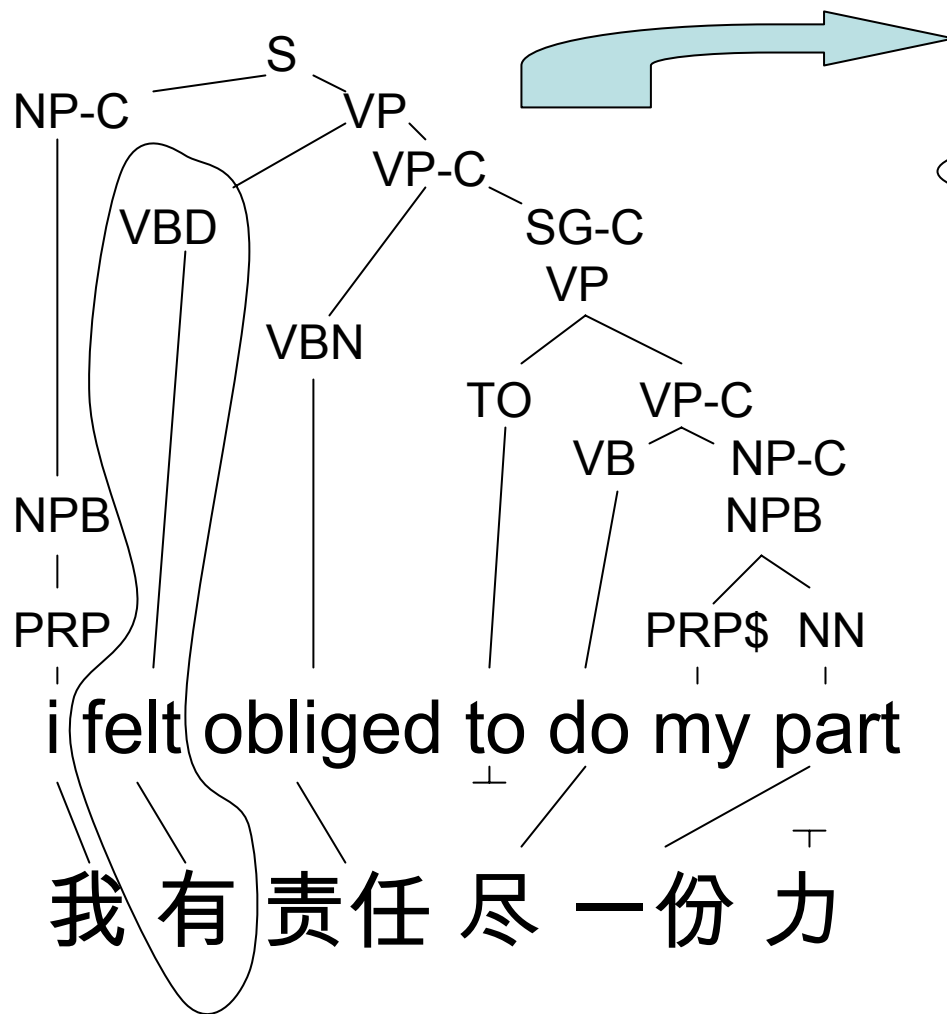 S
NP-C VP
VP-C
VBD SG-C
VP
VBN
TO VP-C
VB NP-C
NPB NPB
PRP PRP$ NN
i felt obliged to do my part
我 有 责任 尽 一份 力